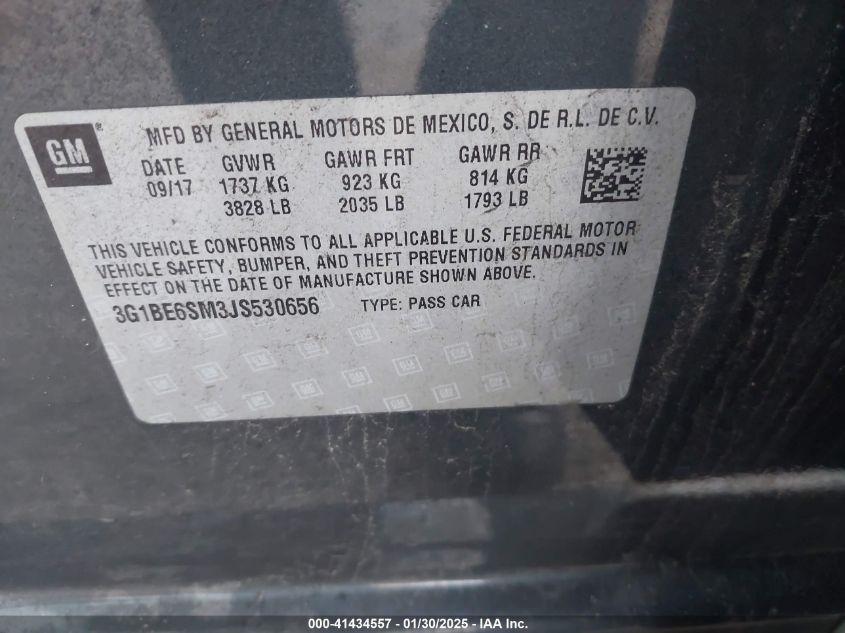 GM ® MFD BY GENERAL MOTORS DE MEXICO, S. DE R.L. DE C.V.
DATE GVWR GAWR FRT GAWR RR
09/17 1737 KG 923 KG 814 KG
3828 LB 2035 LB 1793 LB
THIS VEHICLE CONFORMS TO ALL APPLICABLE U.S. FEDERAL MOTOR
VEHICLE SAFETY, BUMPER, AND THEFT PREVENTION STANDARDS IN
EFFECT ON THE DATE OF MANUFACTURE SHOWN ABOVE.
3G1BE6SM3JS530656 TYPE: PASS CAR
000-41434557 - 01/30/2025 - IAA Inc.